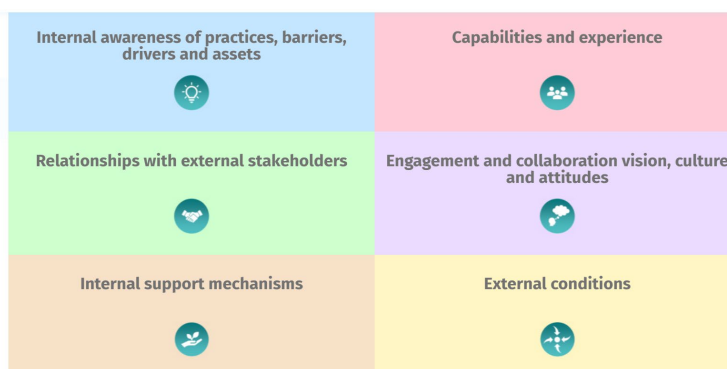 Internal awareness of practices, barriers,
drivers and assets
Capabilities and experience
Relationships with external stakeholders
Engagement and collaboration vision, culture
and attitudes
Internal support mechanisms
External conditions